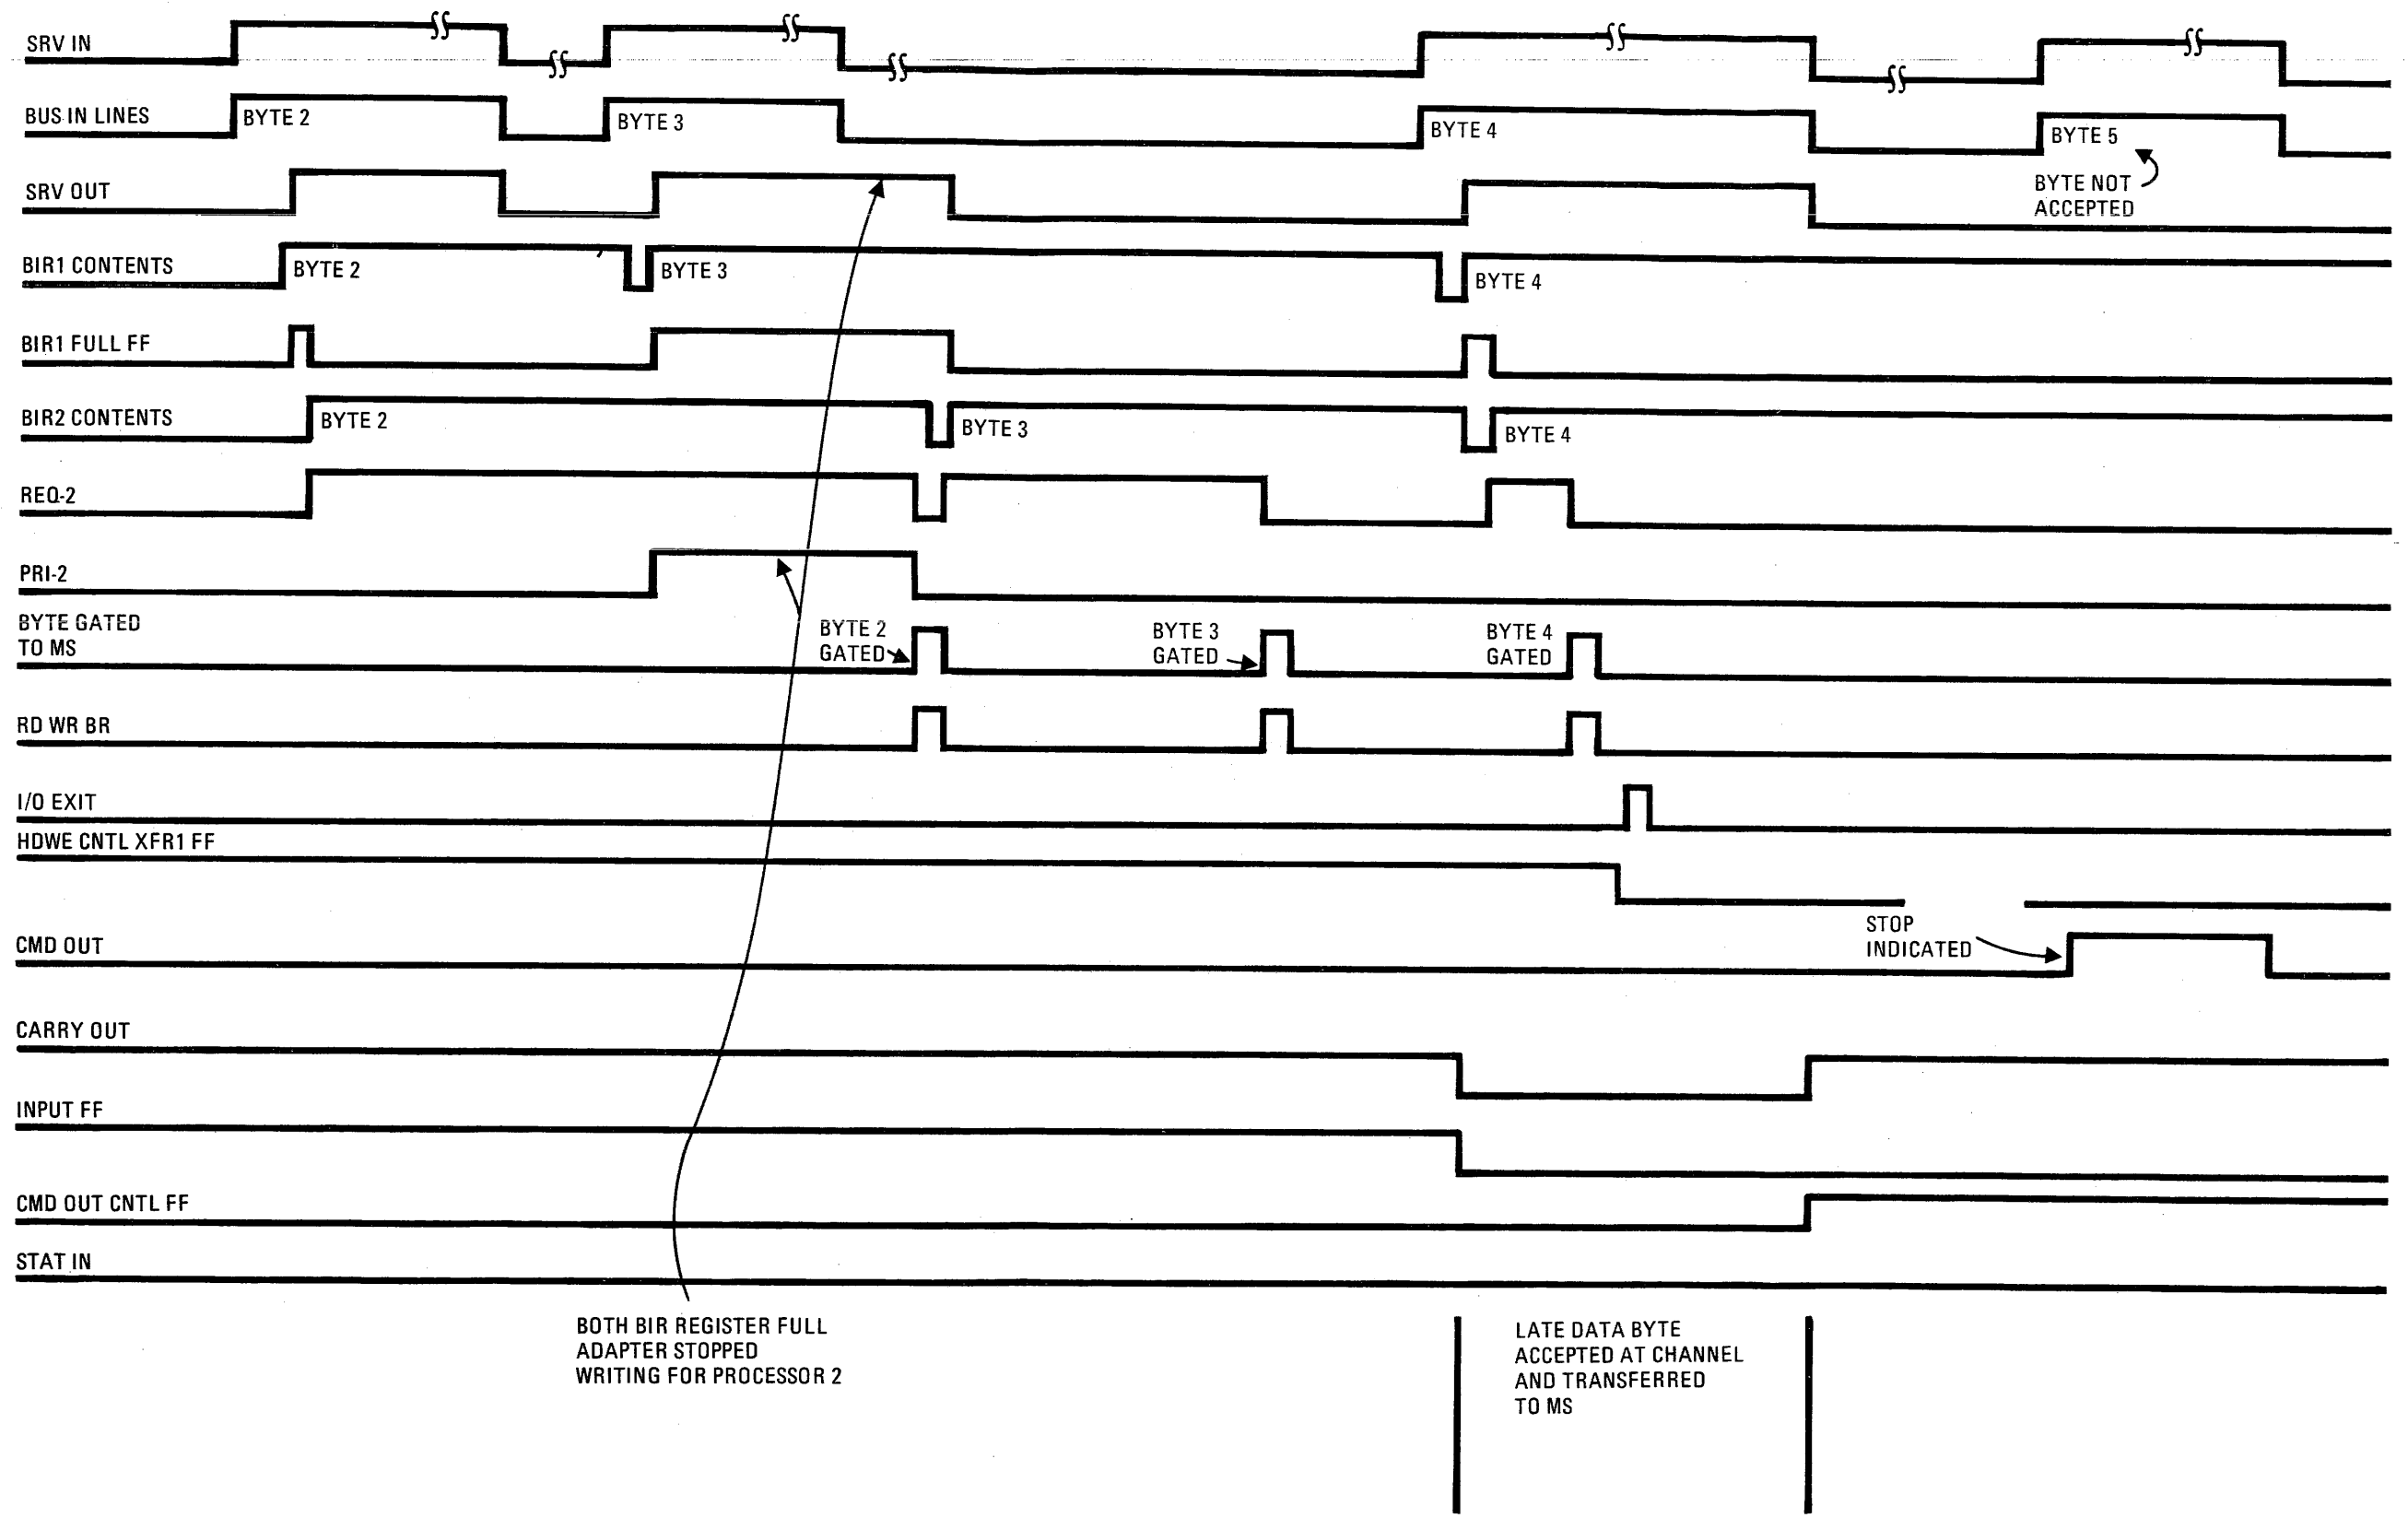 SRV IN
BUS IN LINES
BYTE 2
BYTE 3
BYTE 4
BYTE 5
BYTE NOT
ACCEPTED
SRV OUT
BIR1 CONTENTS
BYTE 2
BYTE 3
BYTE 4
BIR1 FULL FF
BIR2 CONTENTS
BYTE 2
BYTE 3
BYTE 4
REQ-2
PRI-2
BYTE GATED
TO MS
BYTE 2
GATED
BYTE 3
GATED
BYTE 4
GATED
RD WR BR
I/O EXIT
HDWE CNTL XFR1 FF
STOP
INDICATED
CMD OUT
CARRY OUT
INPUT FF
CMD OUT CNTL FF
STAT IN
BOTH BIR REGISTER FULL
ADAPTER STOPPED
WRITING FOR PROCESSOR 2
LATE DATA BYTE
ACCEPTED AT CHANNEL
AND TRANSFERRED
TO MS